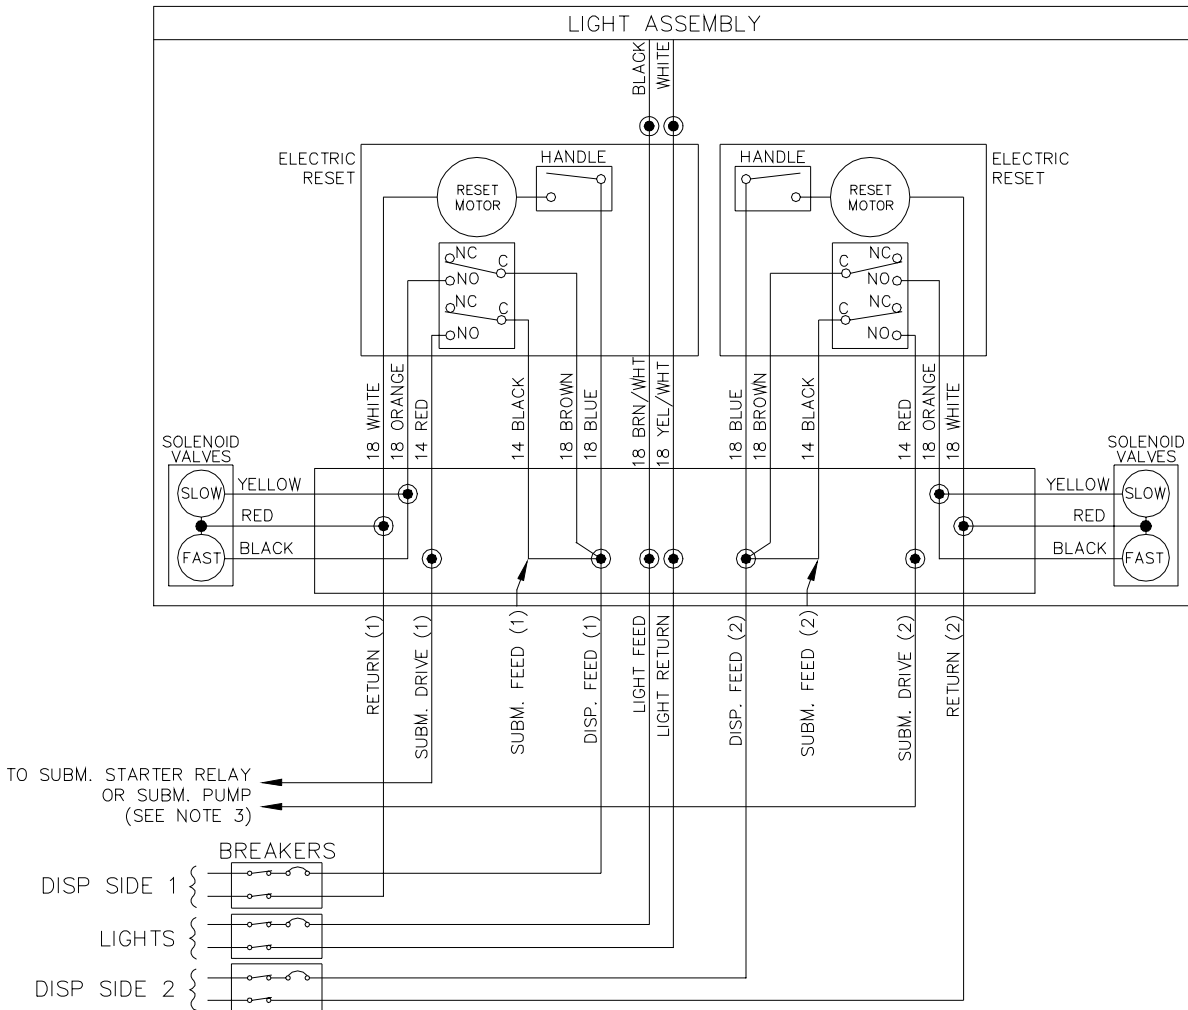 LIGHT ASSEMBLY
BLACK
WHITE
ELECTRIC
RESET
HANDLE
RESET
MOTOR
HANDLE
RESET
MOTOR
ELECTRIC
RESET
NC
C
NO
NC
C
NO
NC
C
NO
NC
C
NO
18 WHITE
18 ORANGE
14 RED
14 BLACK
18 BROWN
18 BLUE
18 BRN/WHT
18 YEL/WHT
18 BLUE
18 BROWN
14 BLACK
14 RED
18 ORANGE
18 WHITE
SOLENOID
VALVES
SLOW
YELLOW
RED
FAST
BLACK
SOLENOID
VALVES
YELLOW
SLOW
RED
BLACK
FAST
RETURN (1)
SUBM. DRIVE (1)
SUBM. FEED (1)
DISP. FEED (1)
LIGHT FEED
LIGHT RETURN
DISP. FEED (2)
SUBM. FEED (2)
SUBM. DRIVE (2)
RETURN (2)
TO SUBM. STARTER RELAY
OR SUBM. PUMP
(SEE NOTE 3)
BREAKERS
DISP SIDE 1
LIGHTS
DISP SIDE 2